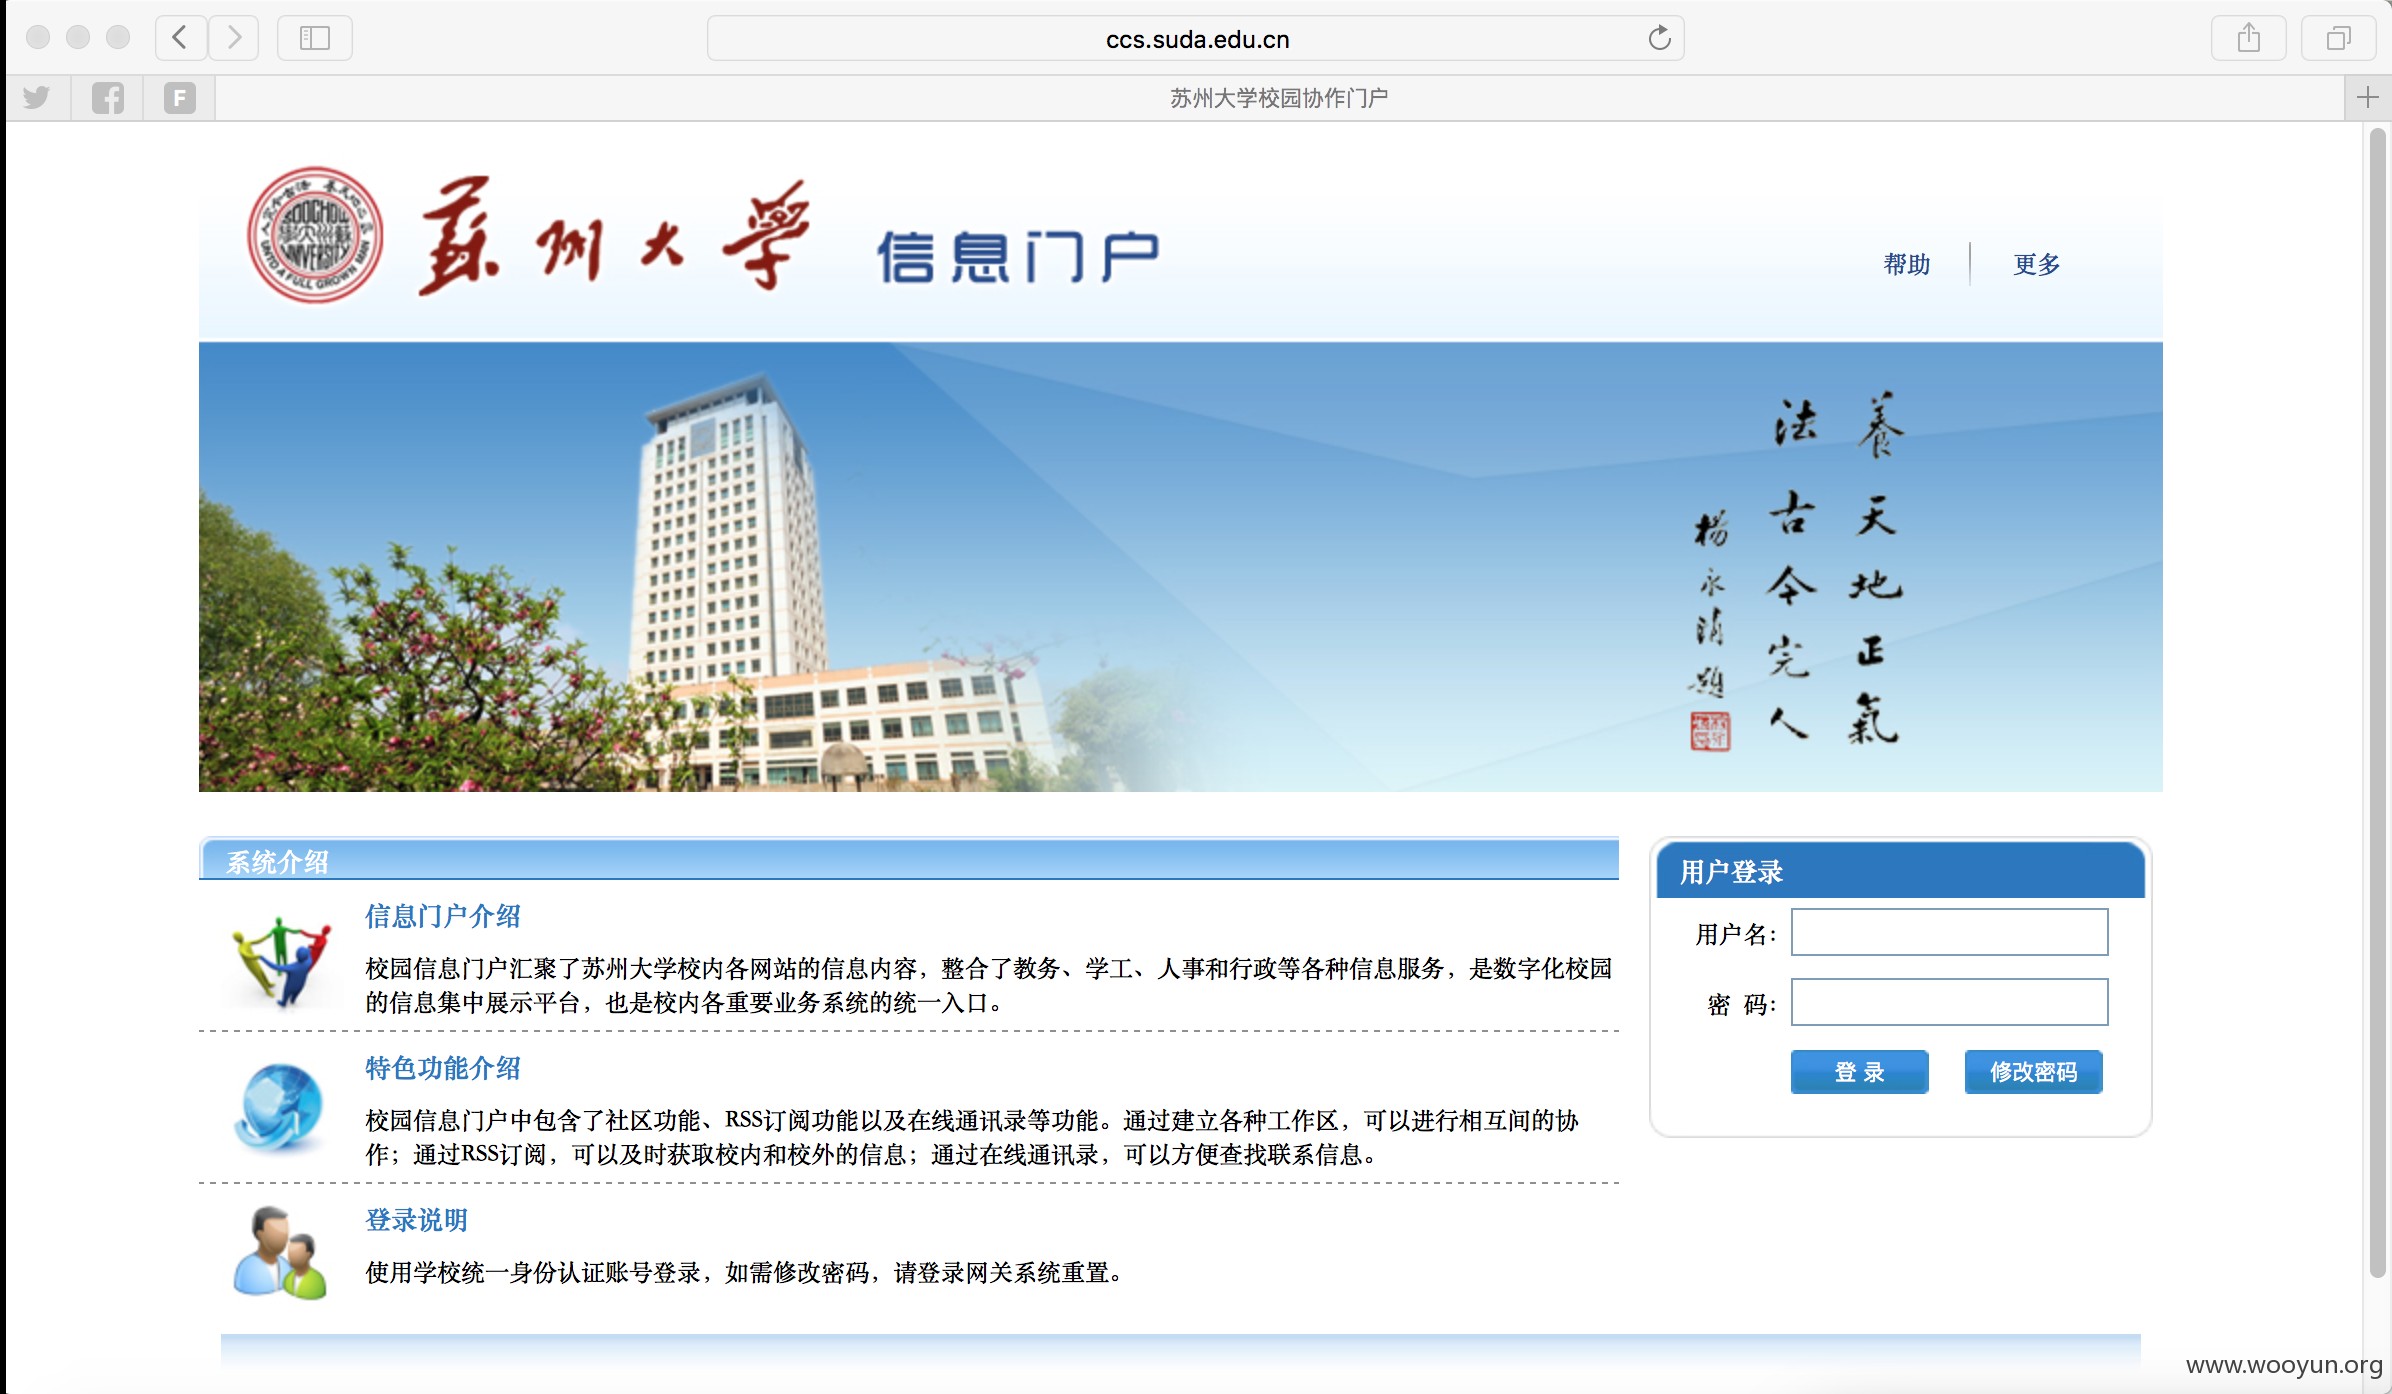 ccs.suda.edu.cn
F
苏州大学校园协作门户
SOOCHOW
UNIVERSITY
UNTO A FULL GROWN MAN
蘇州大學 信息门户
帮助 更多
養天地正氣
法古今完人
楊永清題
系统介绍
信息门户介绍
校园信息门户汇聚了苏州大学校内各网站的信息内容，整合了教务、学工、人事和行政等各种信息服务，是数字化校园
的信息集中展示平台，也是校内各重要业务系统的统一入口。
特色功能介绍
校园信息门户中包含了社区功能、RSS订阅功能以及在线通讯录等功能。通过建立各种工作区，可以进行相互间的协
作；通过RSS订阅，可以及时获取校内和校外的信息；通过在线通讯录，可以方便查找联系信息。
登录说明
使用学校统一身份认证账号登录，如需修改密码，请登录网关系统重置。
用户登录
用户名：
密 码：
登 录 修改密码
www.wooyun.org